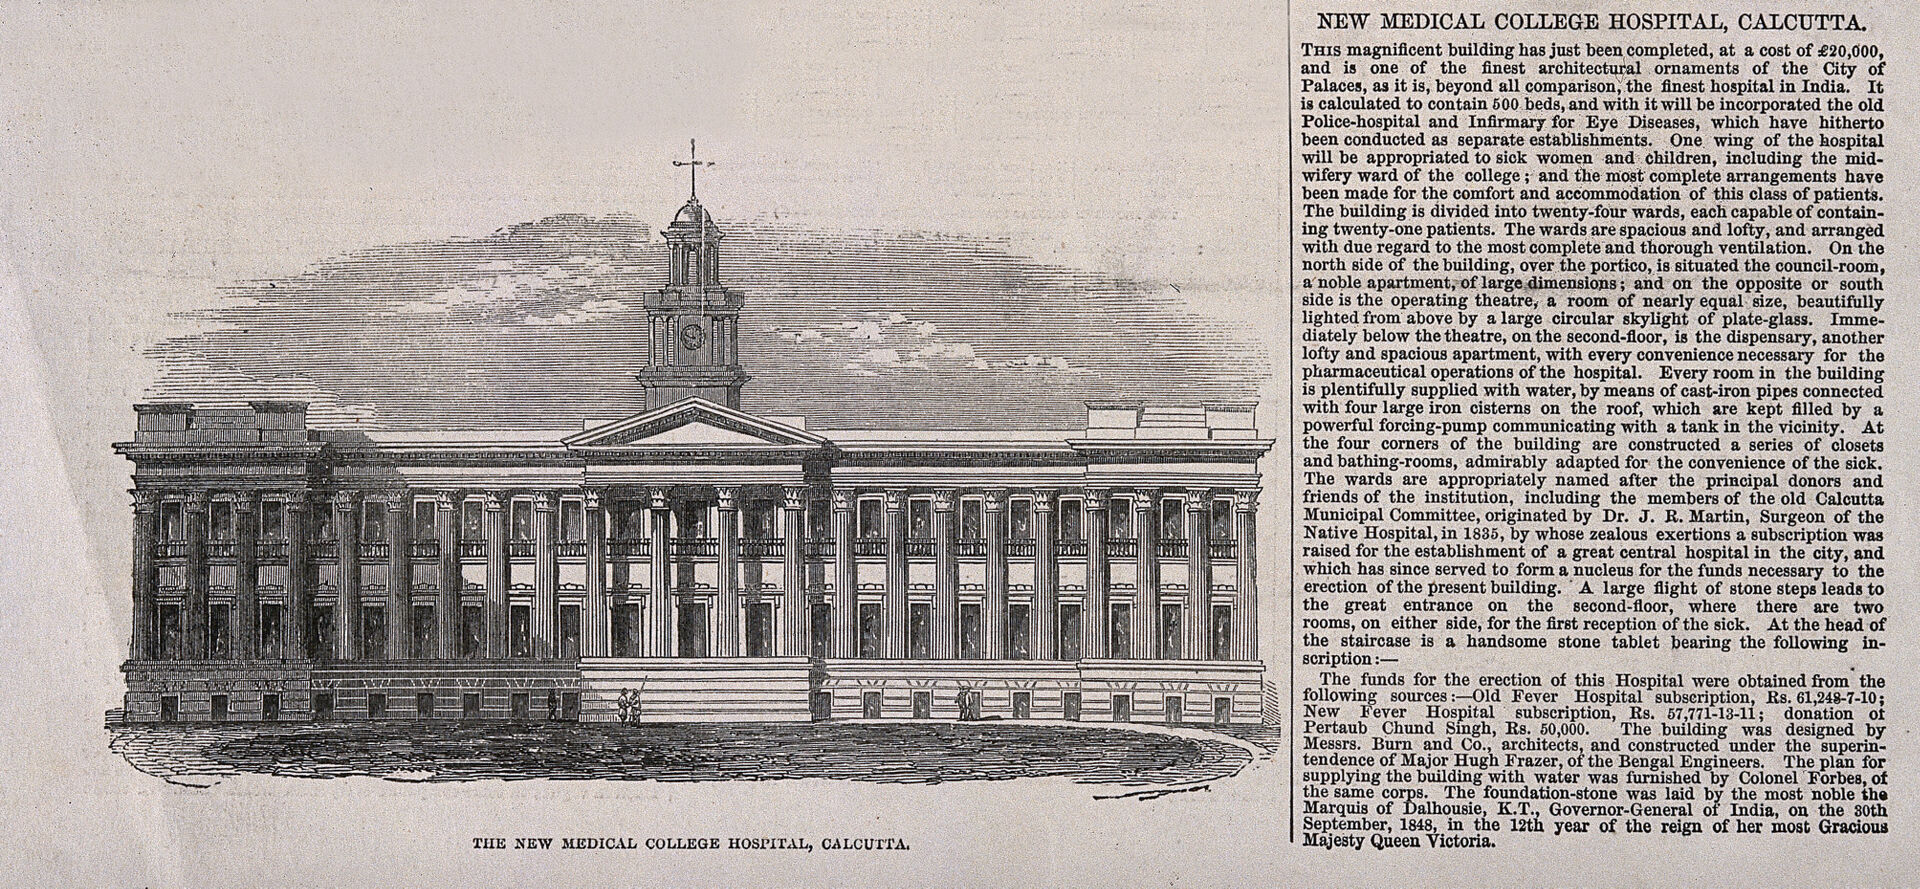 THE NEW MEDICAL COLLEGE HOSPITAL, CALCUTTA.
NEW MEDICAL COLLEGE HOSPITAL, CALCUTTA.
THIS magnificent building has just been completed, at a cost of £20,000,
and is one of the finest architectural ornaments of the City of
Palaces, as it is, beyond all comparison, the finest hospital in India. It
is calculated to contain 500 beds, and with it will be incorporated the old
Police-hospital and Infirmary for Eye Diseases, which have hitherto
been conducted as separate establishments. One wing of the hospital
will be appropriated to sick women and children, including the mid-
wifery ward of the college; and the most complete arrangements have
been made for the comfort and accommodation of this class of patients.
The building is divided into twenty-four wards, each capable of contain-
ing twenty-one patients. The wards are spacious and lofty, and arranged
with due regard to the most complete and thorough ventilation. On the
north side of the building, over the portico, is situated the council-room,
a noble apartment, of large dimensions; and on the opposite or south
side is the operating theatre, a room of nearly equal size, beautifully
lighted from above by a large circular skylight of plate-glass. Imme-
diately below the theatre, on the second-floor, is the dispensary, another
lofty and spacious apartment, with every convenience necessary for the
pharmaceutical operations of the hospital. Every room in the building
is plentifully supplied with water, by means of cast-iron pipes connected
with four large iron cisterns on the roof, which are kept filled by a
powerful forcing-pump communicating with a tank in the vicinity. At
the four corners of the building are constructed a series of closets
and bathing-rooms, admirably adapted for the convenience of the sick.
The wards are appropriately named after the principal donors and
friends of the institution, including the members of the old Calcutta
Municipal Committee, originated by Dr. J. R. Martin, Surgeon of the
Native Hospital, in 1835, by whose zealous exertions a subscription was
raised for the establishment of a great central hospital in the city, and
which has since served to form a nucleus for the funds necessary to the
erection of the present building. A large flight of stone steps leads to
the great entrance on the second-floor, where there are two
rooms, on either side, for the first reception of the sick. At the head of
the staircase is a handsome stone tablet bearing the following in-
scription:—
The funds for the erection of this Hospital were obtained from the
following sources:—Old Fever Hospital subscription, Rs. 61,248-7-10;
New Fever Hospital subscription, Rs. 57,771-13-11; donation of
Pertaub Chund Singh, Rs. 50,000. The building was designed by
Messrs. Burn and Co., architects, and constructed under the superin-
tendence of Major Hugh Frazer, of the Bengal Engineers. The plan for
supplying the building with water was furnished by Colonel Forbes, of
the same corps. The foundation-stone was laid by the most noble the
Marquis of Dalhousie, K.T., Governor-General of India, on the 30th
September, 1848, in the 12th year of the reign of her most Gracious
Majesty Queen Victoria.